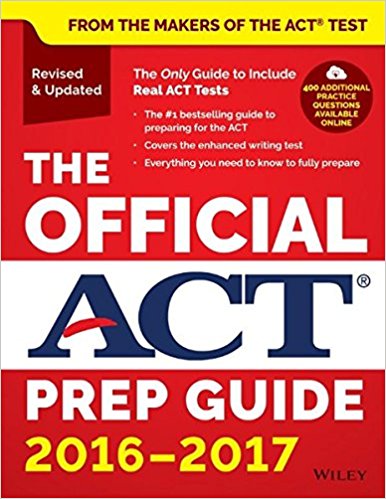 FROM THE MAKERS OF THE ACT® TEST
Revised
& Updated
The Only Guide to Include
Real ACT Tests
• The #1 bestselling guide to
preparing for the ACT
• Covers the enhanced writing test
• Everything you need to know to fully prepare
400 ADDITIONAL
PRACTICE
QUESTIONS
AVAILABLE
ONLINE
THE
OFFICIAL
ACT®
PREP GUIDE
2016–2017
WILEY